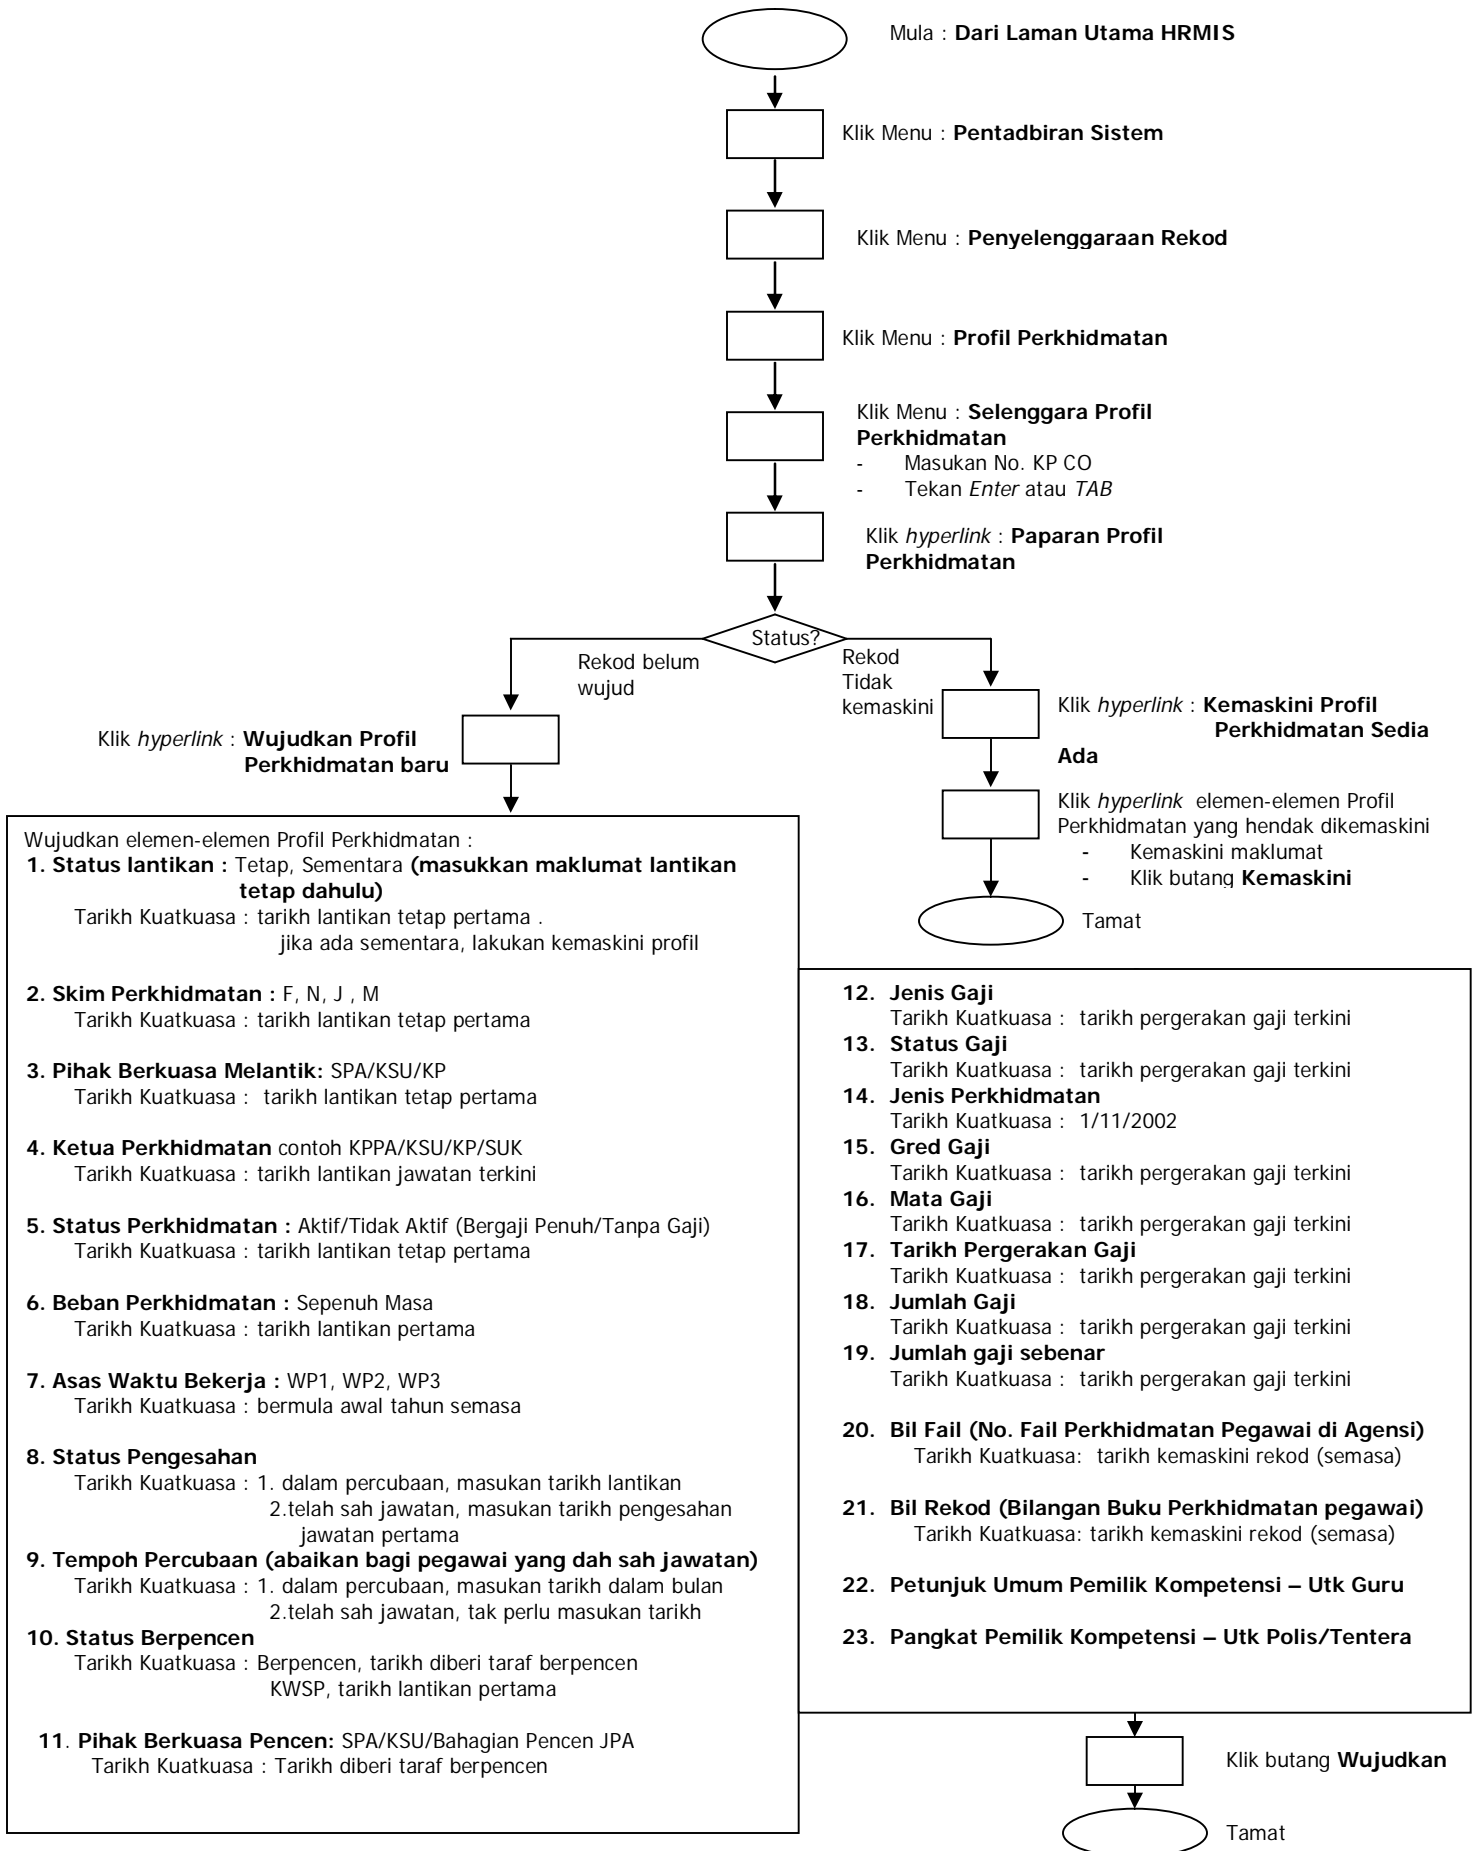 Mula : Dari Laman Utama HRMIS
Klik Menu : Pentadbiran Sistem
Klik Menu : Penyelenggaraan Rekod
Klik Menu : Profil Perkhidmatan
Klik Menu : Selenggara Profil
Perkhidmatan
- Masukan No. KP CO
- Tekan Enter atau TAB
Klik hyperlink : Paparan Profil
Perkhidmatan
Status?
Rekod belum
wujud
Rekod
Tidak
kemaskini
Klik hyperlink : Wujudkan Profil
Perkhidmatan baru
Klik hyperlink : Kemaskini Profil
Perkhidmatan Sedia
Ada
Klik hyperlink elemen-elemen Profil
Perkhidmatan yang hendak dikemaskini
- Kemaskini maklumat
- Klik butang Kemaskini
Tamat
Wujudkan elemen-elemen Profil Perkhidmatan :
1. Status lantikan : Tetap, Sementara (masukkan maklumat lantikan
tetap dahulu)
Tarikh Kuatkuasa : tarikh lantikan tetap pertama .
jika ada sementara, lakukan kemaskini profil
2. Skim Perkhidmatan : F, N, J , M
Tarikh Kuatkuasa : tarikh lantikan tetap pertama
3. Pihak Berkuasa Melantik: SPA/KSU/KP
Tarikh Kuatkuasa : tarikh lantikan tetap pertama
4. Ketua Perkhidmatan contoh KPPA/KSU/KP/SUK
Tarikh Kuatkuasa : tarikh lantikan jawatan terkini
5. Status Perkhidmatan : Aktif/Tidak Aktif (Bergaji Penuh/Tanpa Gaji)
Tarikh Kuatkuasa : tarikh lantikan tetap pertama
6. Beban Perkhidmatan : Sepenuh Masa
Tarikh Kuatkuasa : tarikh lantikan pertama
7. Asas Waktu Bekerja : WP1, WP2, WP3
Tarikh Kuatkuasa : bermula awal tahun semasa
8. Status Pengesahan
Tarikh Kuatkuasa : 1. dalam percubaan, masukan tarikh lantikan
2.telah sah jawatan, masukan tarikh pengesahan
jawatan pertama
9. Tempoh Percubaan (abaikan bagi pegawai yang dah sah jawatan)
Tarikh Kuatkuasa : 1. dalam percubaan, masukan tarikh dalam bulan
2.telah sah jawatan, tak perlu masukan tarikh
10. Status Berpencen
Tarikh Kuatkuasa : Berpencen, tarikh diberi taraf berpencen
KWSP, tarikh lantikan pertama
11. Pihak Berkuasa Pencen: SPA/KSU/Bahagian Pencen JPA
Tarikh Kuatkuasa : Tarikh diberi taraf berpencen
12. Jenis Gaji
Tarikh Kuatkuasa : tarikh pergerakan gaji terkini
13. Status Gaji
Tarikh Kuatkuasa : tarikh pergerakan gaji terkini
14. Jenis Perkhidmatan
Tarikh Kuatkuasa : 1/11/2002
15. Gred Gaji
Tarikh Kuatkuasa : tarikh pergerakan gaji terkini
16. Mata Gaji
Tarikh Kuatkuasa : tarikh pergerakan gaji terkini
17. Tarikh Pergerakan Gaji
Tarikh Kuatkuasa : tarikh pergerakan gaji terkini
18. Jumlah Gaji
Tarikh Kuatkuasa : tarikh pergerakan gaji terkini
19. Jumlah gaji sebenar
Tarikh Kuatkuasa : tarikh pergerakan gaji terkini
20. Bil Fail (No. Fail Perkhidmatan Pegawai di Agensi)
Tarikh Kuatkuasa: tarikh kemaskini rekod (semasa)
21. Bil Rekod (Bilangan Buku Perkhidmatan pegawai)
Tarikh Kuatkuasa: tarikh kemaskini rekod (semasa)
22. Petunjuk Umum Pemilik Kompetensi – Utk Guru
23. Pangkat Pemilik Kompetensi – Utk Polis/Tentera
Klik butang Wujudkan
Tamat